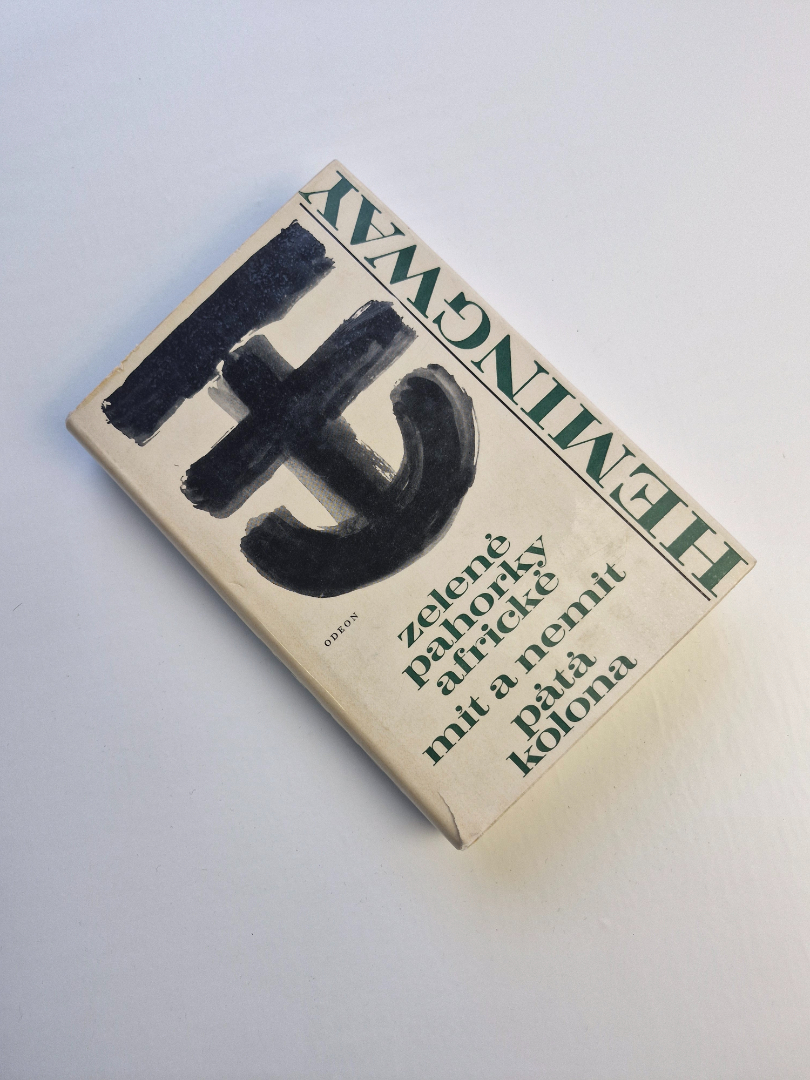 HEMINGWAY
zelené
pahorky
africké
mít a nemít
pátá
kolona
ODEON